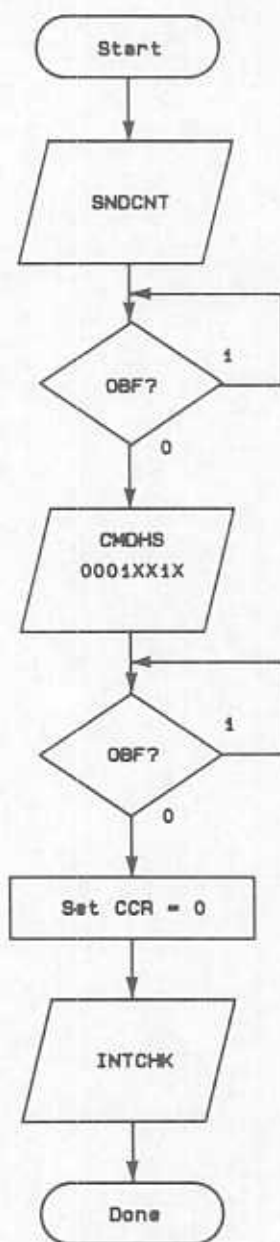 Start
SNDCNT
OBF?
1
0
CMDHS
0001XX1X
OBF?
1
0
Set CCR = 0
INTCHK
Done